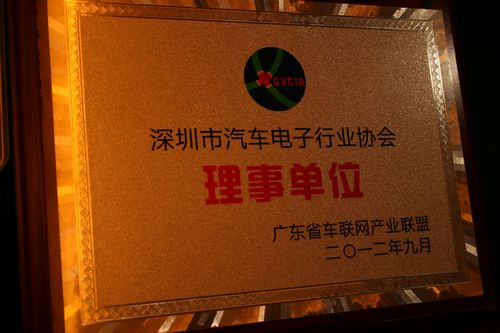 GVCIA
深圳市汽车电子行业协会
理事单位
广东省车联网产业联盟
二〇一二年九月